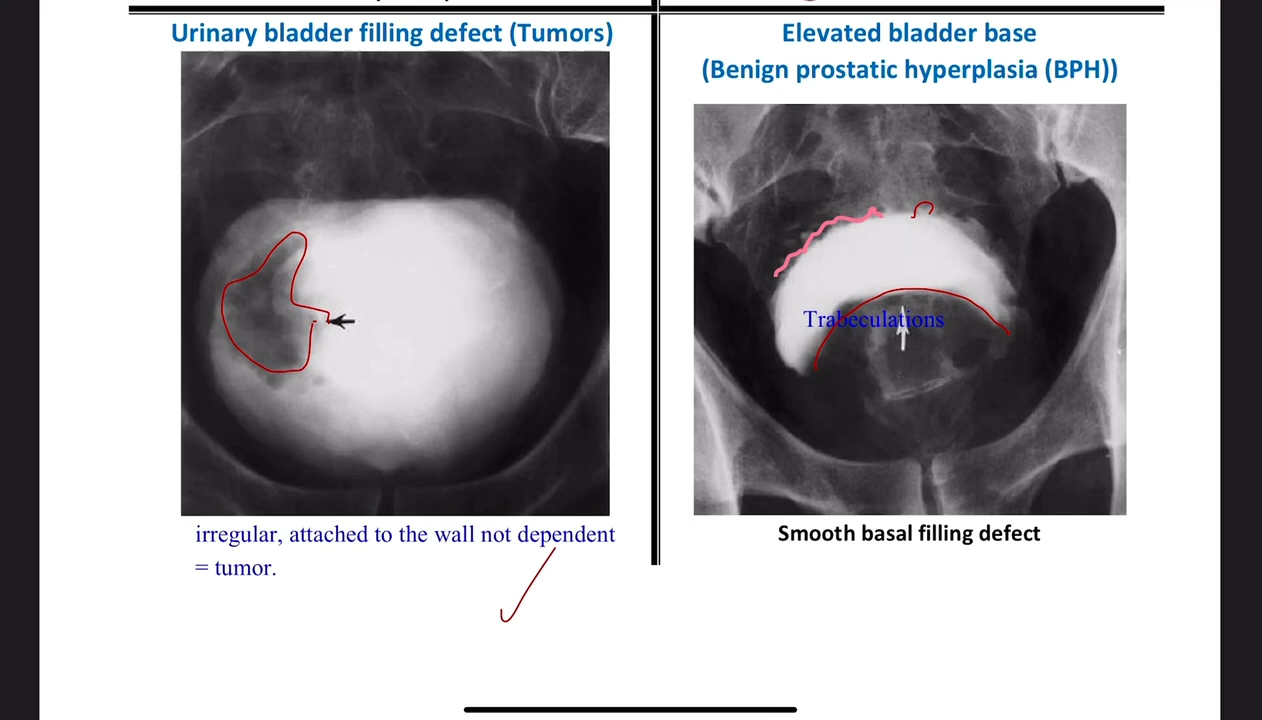 Urinary bladder filling defect (Tumors)
irregular, attached to the wall not dependent
= tumor.
Elevated bladder base
(Benign prostatic hyperplasia (BPH))
Trabeculations
Smooth basal filling defect